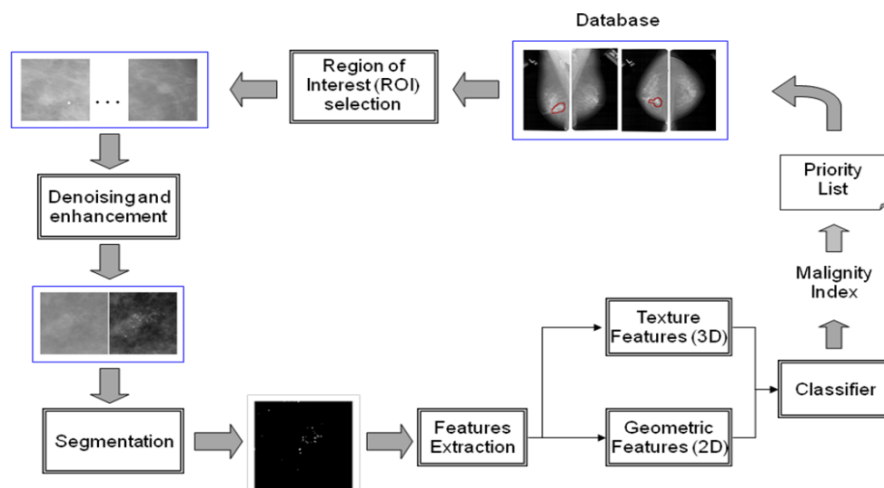 Database
Region of
Interest (ROI)
selection
...
Denoising and
enhancement
Priority
List
Malignity
Index
Texture
Features (3D)
Segmentation
Features
Extraction
Geometric
Features (2D)
Classifier